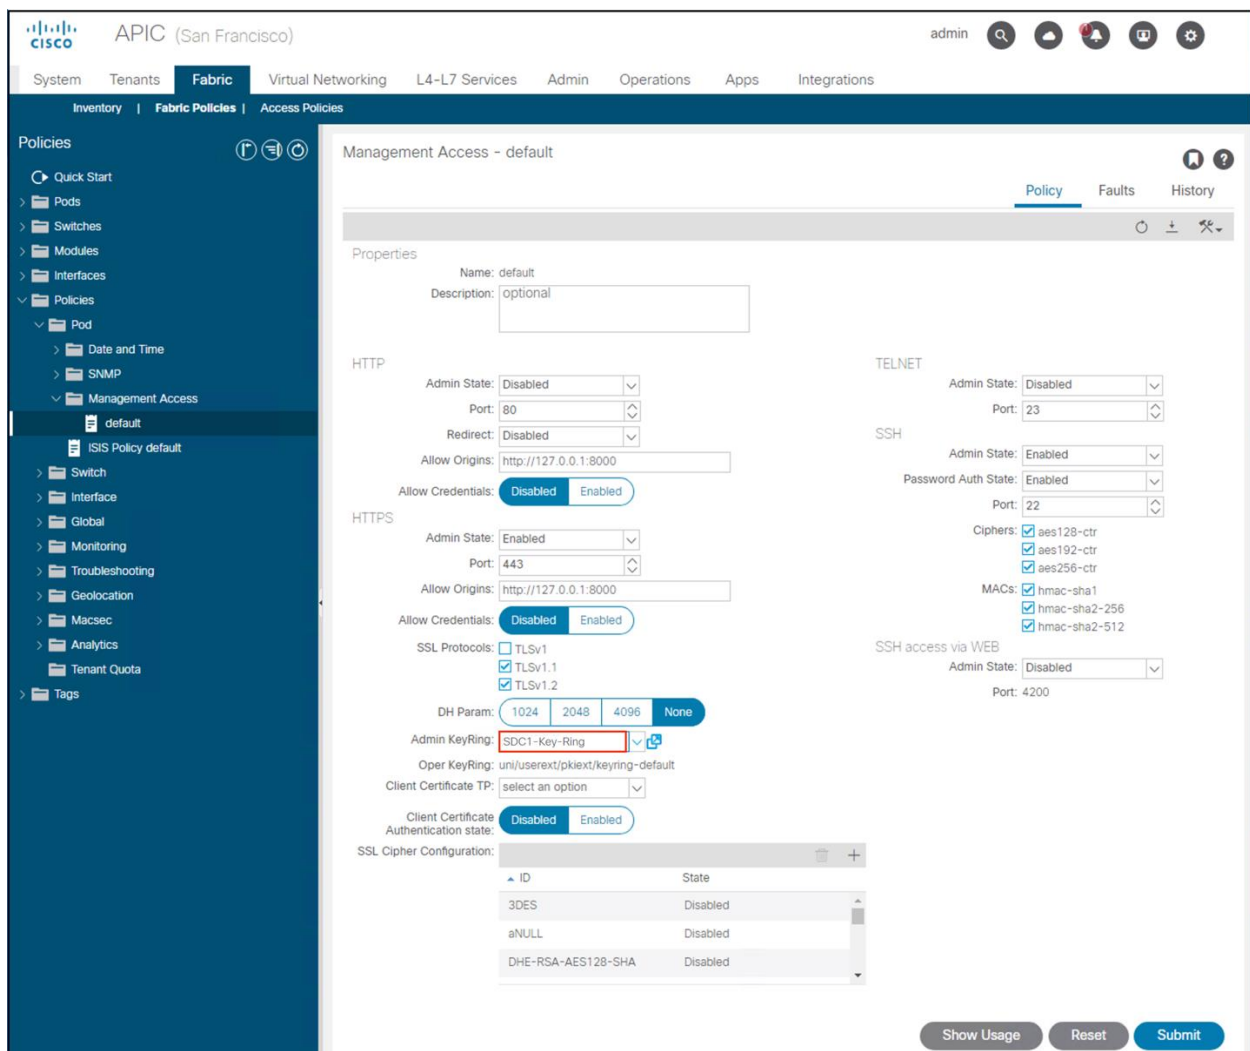 CISCO
APIC (San Francisco)
admin
System Tenants Fabric Virtual Networking L4-L7 Services Admin Operations Apps Integrations
Inventory | Fabric Policies | Access Policies
Policies
Quick Start
Pods
Switches
Modules
Interfaces
Policies
Pod
Date and Time
SNMP
Management Access
default
ISIS Policy default
Switch
Interface
Global
Monitoring
Troubleshooting
Geolocation
Macsec
Analytics
Tenant Quota
Tags
Management Access - default
Policy Faults History
Properties
Name: default
Description: optional
HTTP
Admin State: Disabled
Port: 80
Redirect: Disabled
Allow Origins: http://127.0.0.1:8000
Allow Credentials: Disabled Enabled
HTTPS
Admin State: Enabled
Port: 443
Allow Origins: http://127.0.0.1:8000
Allow Credentials: Disabled Enabled
SSL Protocols: TLSv1
TLSv1.1
TLSv1.2
DH Param: 1024 2048 4096 None
Admin KeyRing: SDC1-Key-Ring
Oper KeyRing: uni/userext/pkiext/keyring-default
Client Certificate TP: select an option
Client Certificate
Authentication state: Disabled Enabled
SSL Cipher Configuration:
ID State
3DES Disabled
aNULL Disabled
DHE-RSA-AES128-SHA Disabled
TELNET
Admin State: Disabled
Port: 23
SSH
Admin State: Enabled
Password Auth State: Enabled
Port: 22
Ciphers: aes128-ctr
aes192-ctr
aes256-ctr
MACs: hmac-sha1
hmac-sha2-256
hmac-sha2-512
SSH access via WEB
Admin State: Disabled
Port: 4200
Show Usage Reset Submit